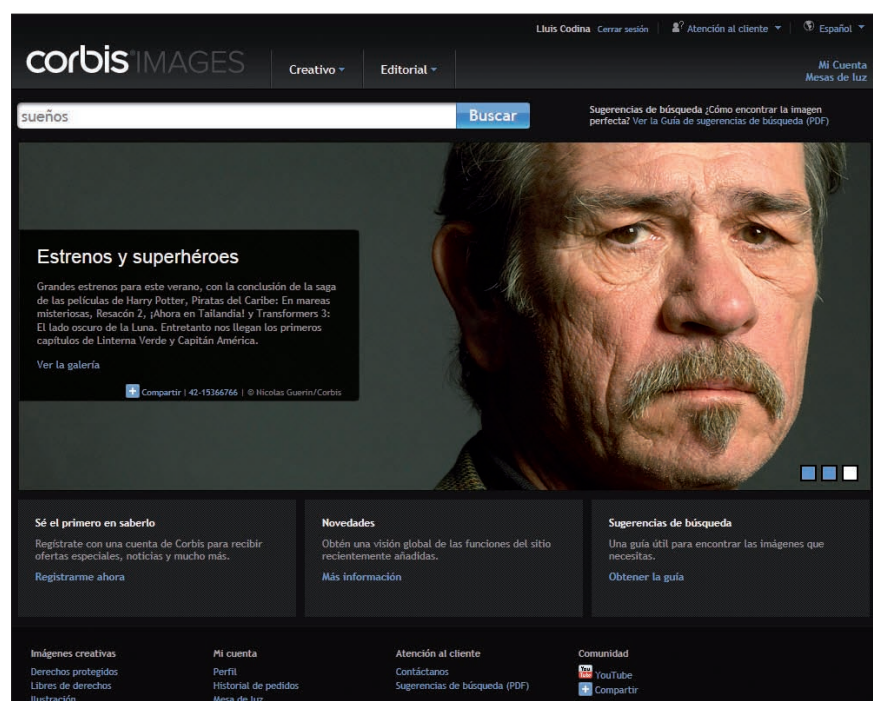 Lluis Codina Cerrar sesión Atención al cliente Español
corbis IMAGES
Creativo Editorial
Mi Cuenta
Mesas de luz
sueños Buscar
Sugerencias de búsqueda ¿Cómo encontrar la imagen
perfecta? Ver la Guía de sugerencias de búsqueda (PDF)
Estrenos y superhéroes
Grandes estrenos para este verano, con la conclusión de la saga
de las películas de Harry Potter, Piratas del Caribe: En mareas
misteriosas, Resacón 2, ¡Ahora en Tailandia! y Transformers 3:
El lado oscuro de la Luna. Entretanto nos llegan los primeros
capítulos de Linterna Verde y Capitán América.
Ver la galería
Compartir | 42-15366766 | © Nicolas Guerin/Corbis
Sé el primero en saberlo
Regístrate con una cuenta de Corbis para recibir
ofertas especiales, noticias y mucho más.
Registrarme ahora
Novedades
Obtén una visión global de las funciones del sitio
recientemente añadidas.
Más información
Sugerencias de búsqueda
Una guía útil para encontrar las imágenes que
necesitas.
Obtener la guía
Imágenes creativas
Derechos protegidos
Libres de derechos
Ilustración
Mi cuenta
Perfil
Historial de pedidos
Mesa de luz
Atención al cliente
Contáctanos
Sugerencias de búsqueda (PDF)
Comunidad
You Tube YouTube
Compartir